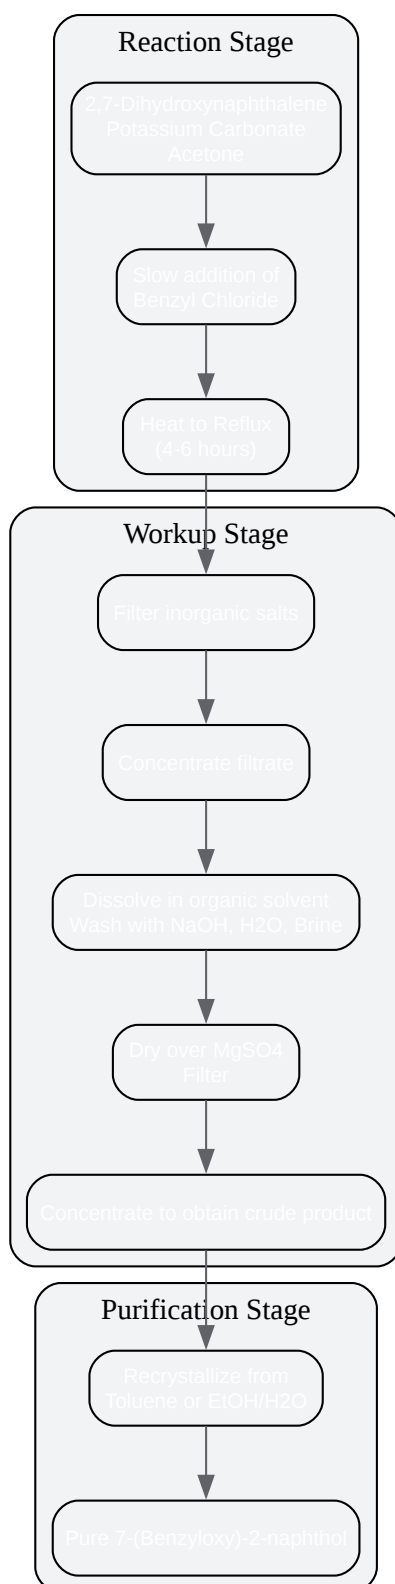 Reaction Stage
2,7-Dihydroxynaphthalene
Potassium Carbonate
Acetone
Slow addition of
Benzyl Chloride
Heat to Reflux
(4-6 hours)
Workup Stage
Filter inorganic salts
Concentrate filtrate
Dissolve in organic solvent
Wash with NaOH, H2O, Brine
Dry over MgSO4
Filter
Concentrate to obtain crude product
Purification Stage
Recrystallize from
Toluene or EtOH/H2O
Pure 7-(Benzyloxy)-2-naphthol